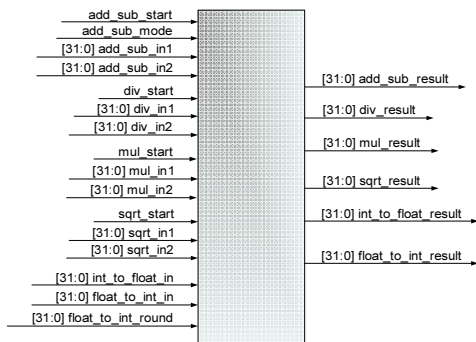 add_sub_start
add_sub_mode
[31:0] add_sub_in1
[31:0] add_sub_in2
div_start
[31:0] div_in1
[31:0] div_in2
mul_start
[31:0] mul_in1
[31:0] mul_in2
sqrt_start
[31:0] sqrt_in1
[31:0] sqrt_in2
[31:0] int_to_float_in
[31:0] float_to_int_in
[31:0] float_to_int_round
[31:0] add_sub_result
[31:0] div_result
[31:0] mul_result
[31:0] sqrt_result
[31:0] int_to_float_result
[31:0] float_to_int_result